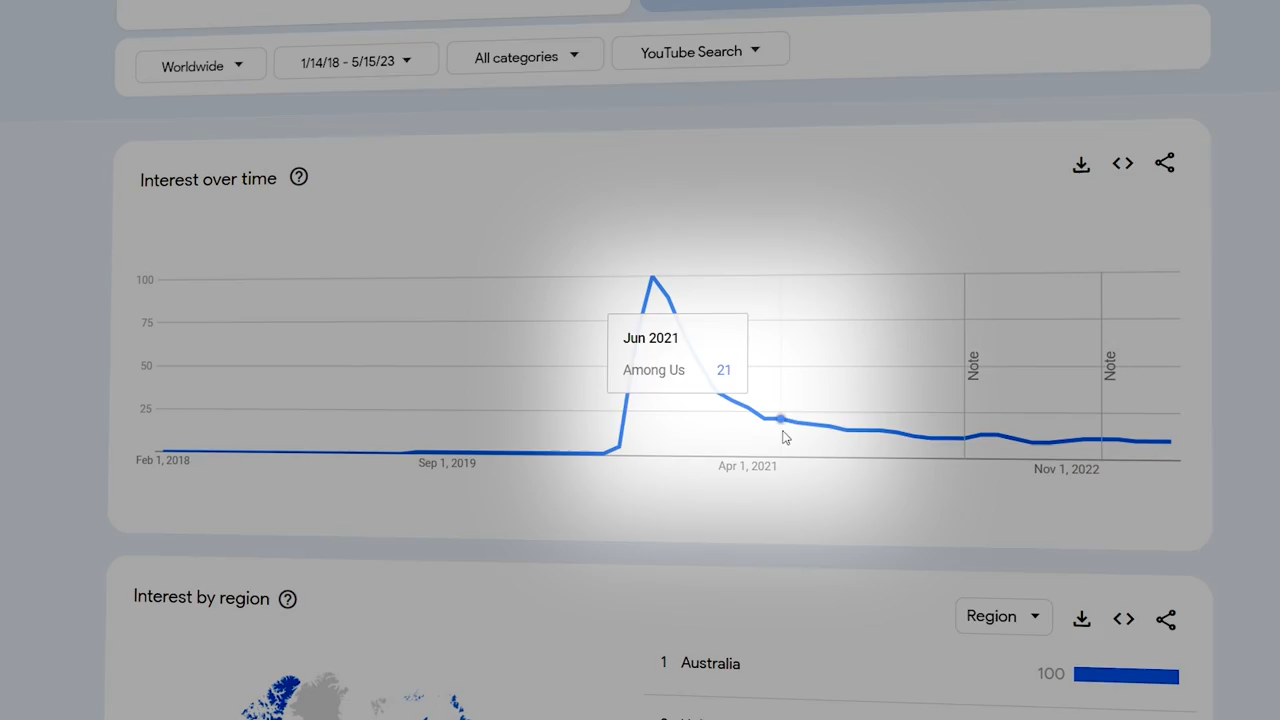 Worldwide
1/14/18 - 5/15/23
All categories
YouTube Search
Interest over time
100
75
50
25
Jun 2021
Among Us 21
Note
Note
Feb 1, 2018
Sep 1, 2019
Apr 1, 2021
Nov 1, 2022
Interest by region
Region
1 Australia 100